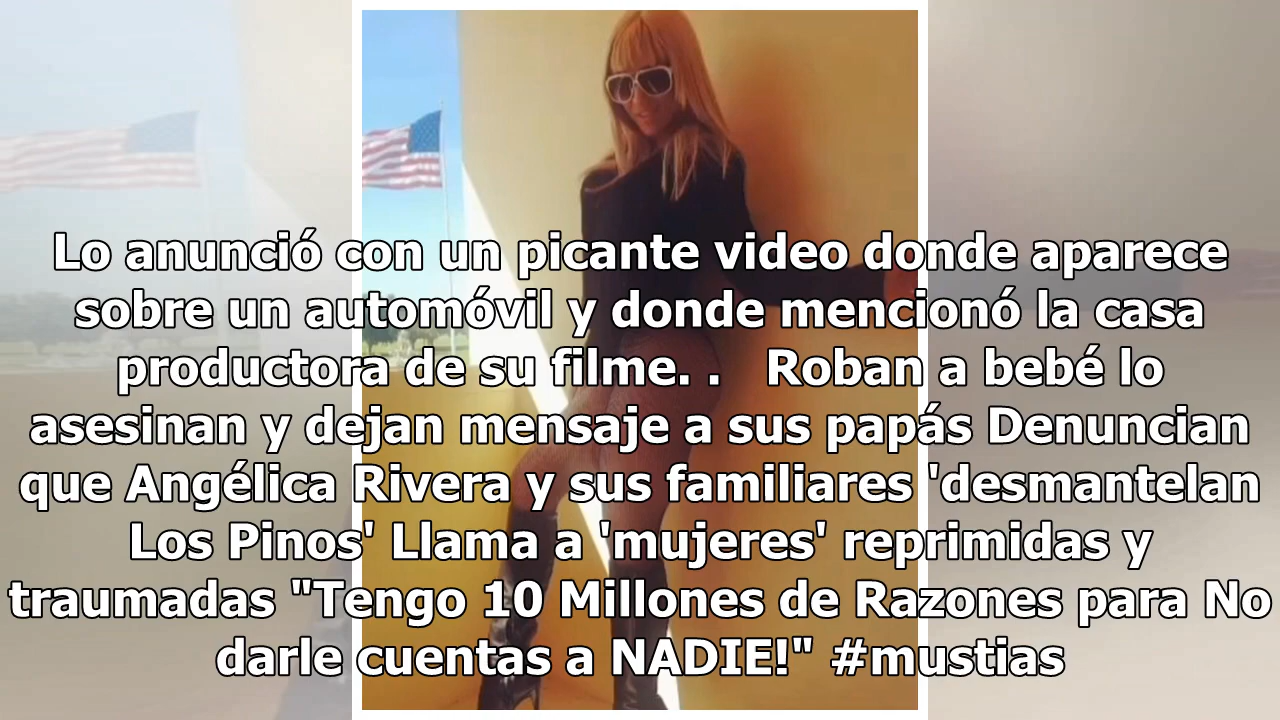 Lo anunció con un picante video donde aparece
sobre un automóvil y donde mencionó la casa
productora de su filme. .   Roban a bebé lo
asesinan y dejan mensaje a sus papás Denuncian
que Angélica Rivera y sus familiares 'desmantelan
Los Pinos' Llama a 'mujeres' reprimidas y
traumadas "Tengo 10 Millones de Razones para No
darle cuentas a NADIE!" #mustias